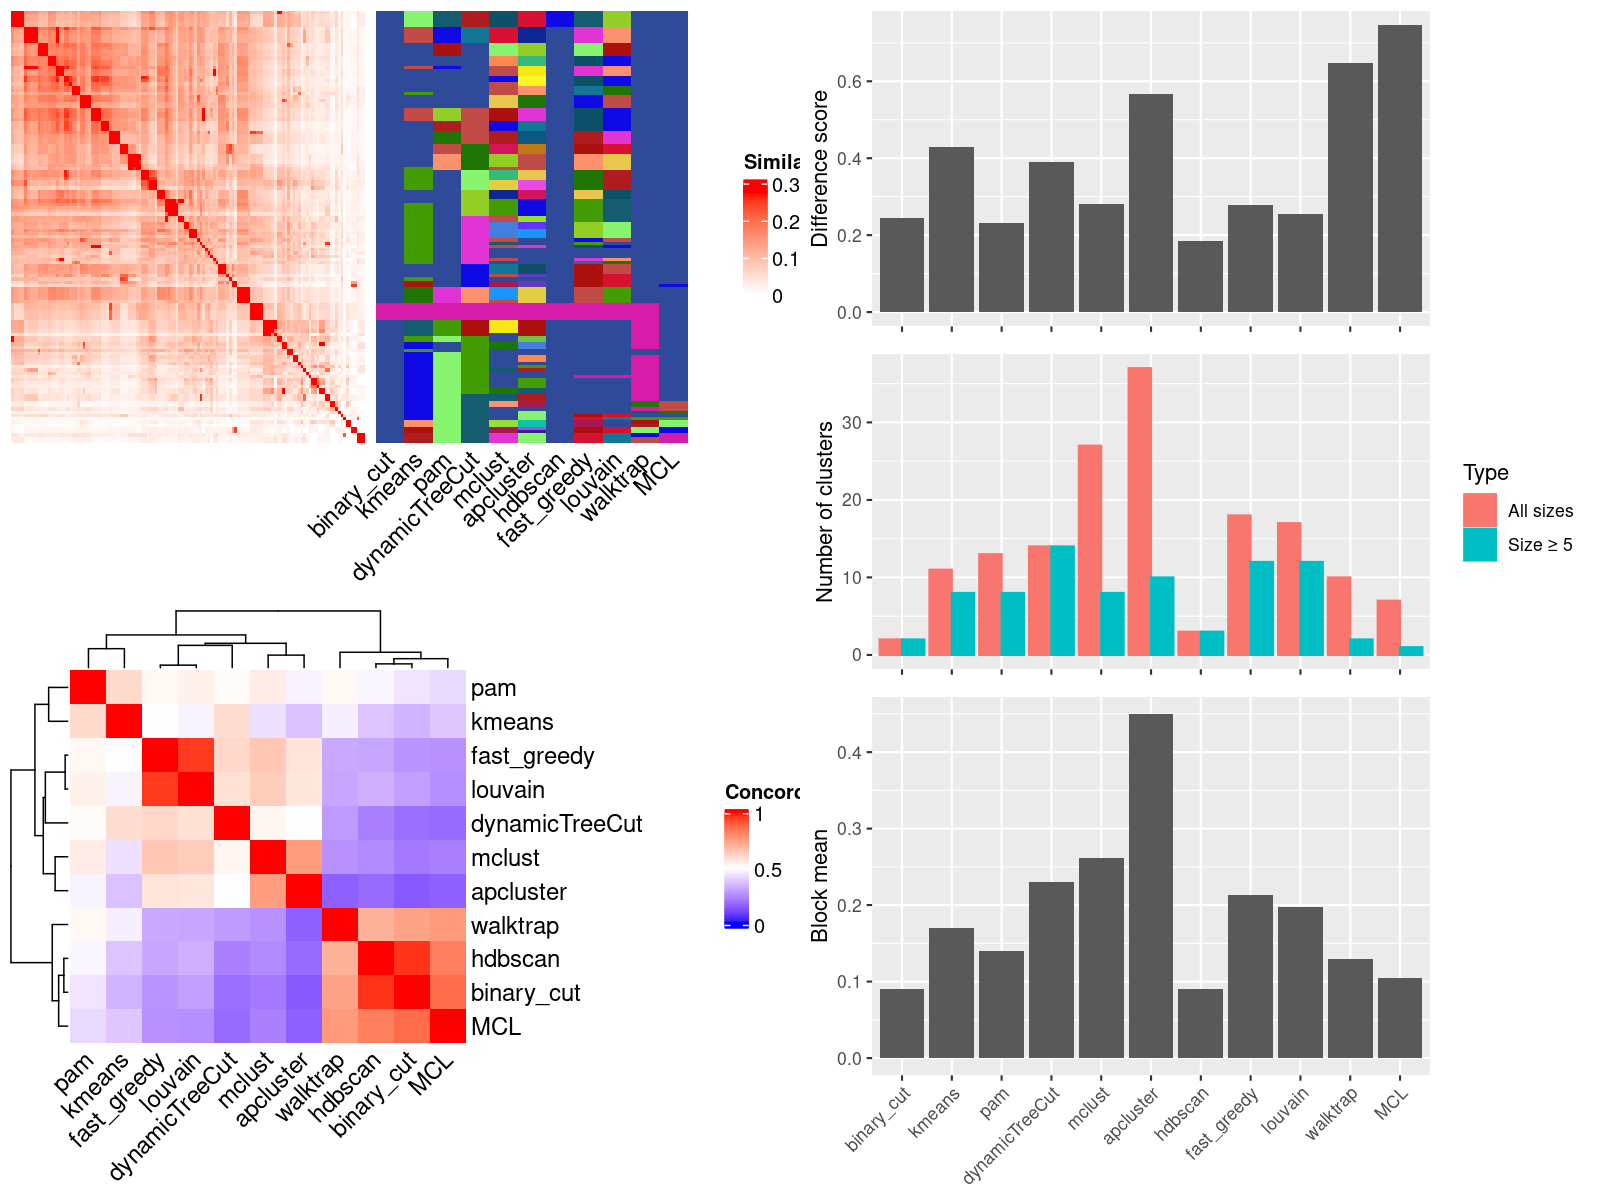 Simila
0.3
0.2
0.1
0
binary_cut
kmeans
pam
dynamicTreeCut
mclust
apcluster
hdbscan
fast_greedy
louvain
walktrap
MCL
Difference score
0.6
0.4
0.2
0.0
Number of clusters
30
20
10
0
Type
All sizes
Size ≥ 5
pam
kmeans
fast_greedy
louvain
dynamicTreeCut
mclust
apcluster
walktrap
hdbscan
binary_cut
MCL
pam
kmeans
fast_greedy
louvain
dynamicTreeCut
mclust
apcluster
walktrap
hdbscan
binary_cut
MCL
Concord
1
0.5
0
Block mean
0.4
0.3
0.2
0.1
0.0
binary_cut
kmeans
pam
dynamicTreeCut
mclust
apcluster
hdbscan
fast_greedy
louvain
walktrap
MCL